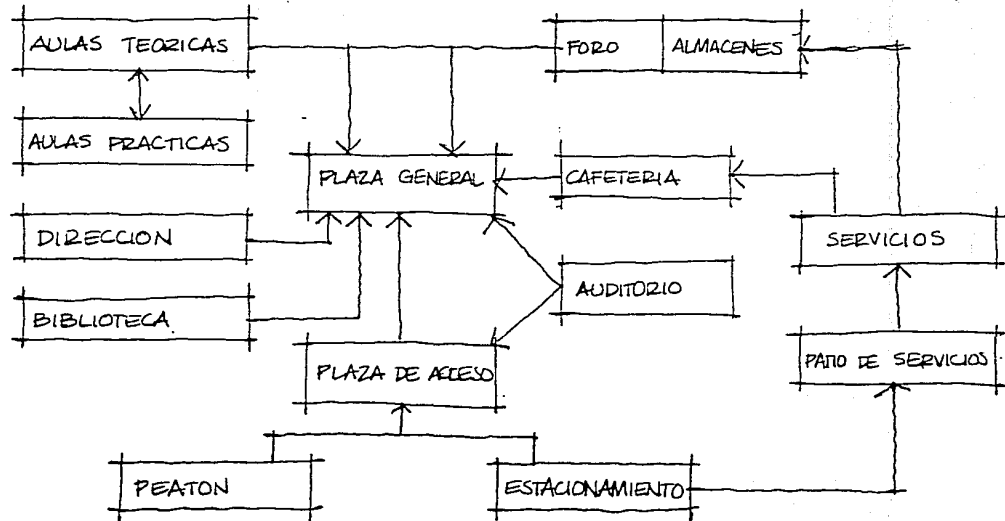 AULAS TEORICAS
FORO
ALMACENES
AULAS PRACTICAS
PLAZA GENERAL
CAFETERIA
DIRECCION
SERVICIOS
AUDITORIO
BIBLIOTECA.
PLAZA DE ACCESO
PATIO DE SERVICIOS
PEATON
ESTACIONAMIENTO